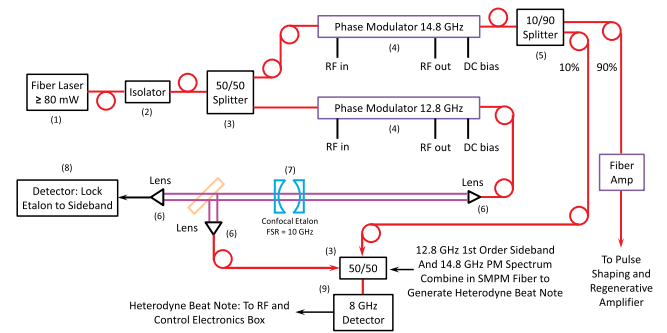 Phase Modulator 14.8 GHz
(4)
RF in
RF out
DC bias
10/90
Splitter
(5)
10%
90%
Fiber Laser
≥ 80 mW
(1)
Isolator
(2)
50/50
Splitter
(3)
Phase Modulator 12.8 GHz
(4)
RF in
RF out
DC bias
Fiber
Amp
(8)
Detector: Lock
Etalon to Sideband
Lens
(6)
(7)
Confocal Etalon
FSR = 10 GHz
Lens
(6)
Lens
(6)
(3)
50/50
12.8 GHz 1st Order Sideband
And 14.8 GHz PM Spectrum
Combine in SMPM Fiber to
Generate Heterodyne Beat Note
To Pulse
Shaping and
Regenerative
Amplifier
(9)
8 GHz
Detector
Heterodyne Beat Note: To RF and
Control Electronics Box